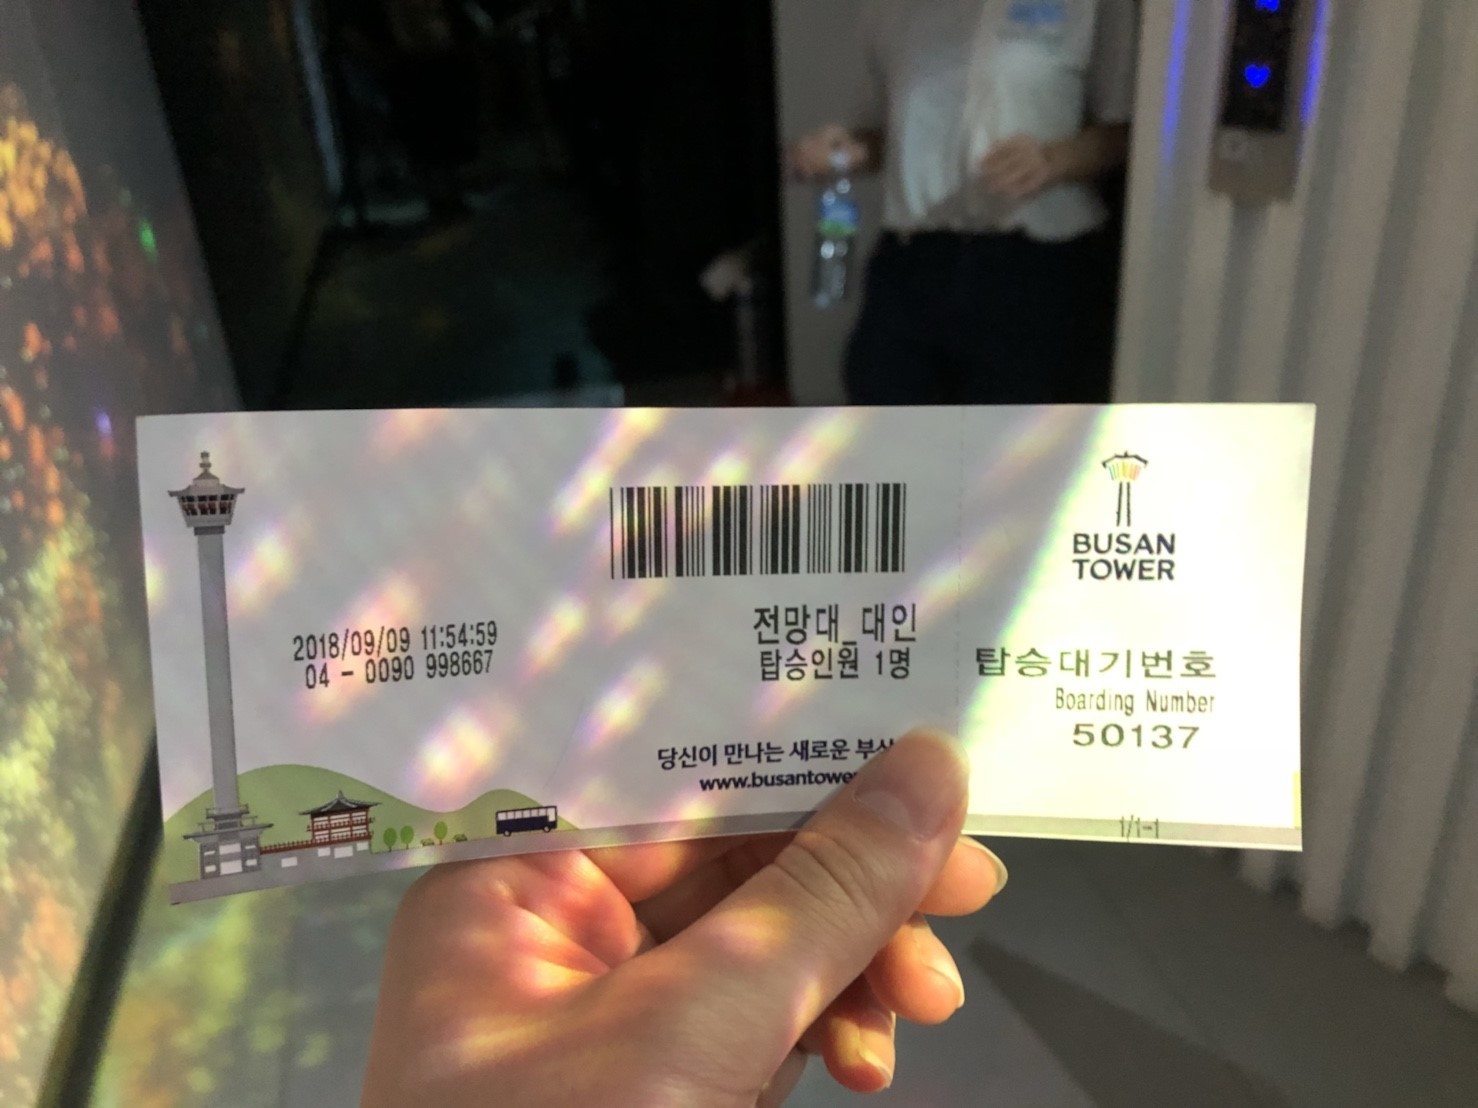 2018/09/09 11:54:59
04 - 0090 998667
전망대_대인
탑승인원 1명
당신이 만나는 새로운
www.busantower
BUSAN
TOWER
탑승대기번호
Boarding Number
50137
1/1-1